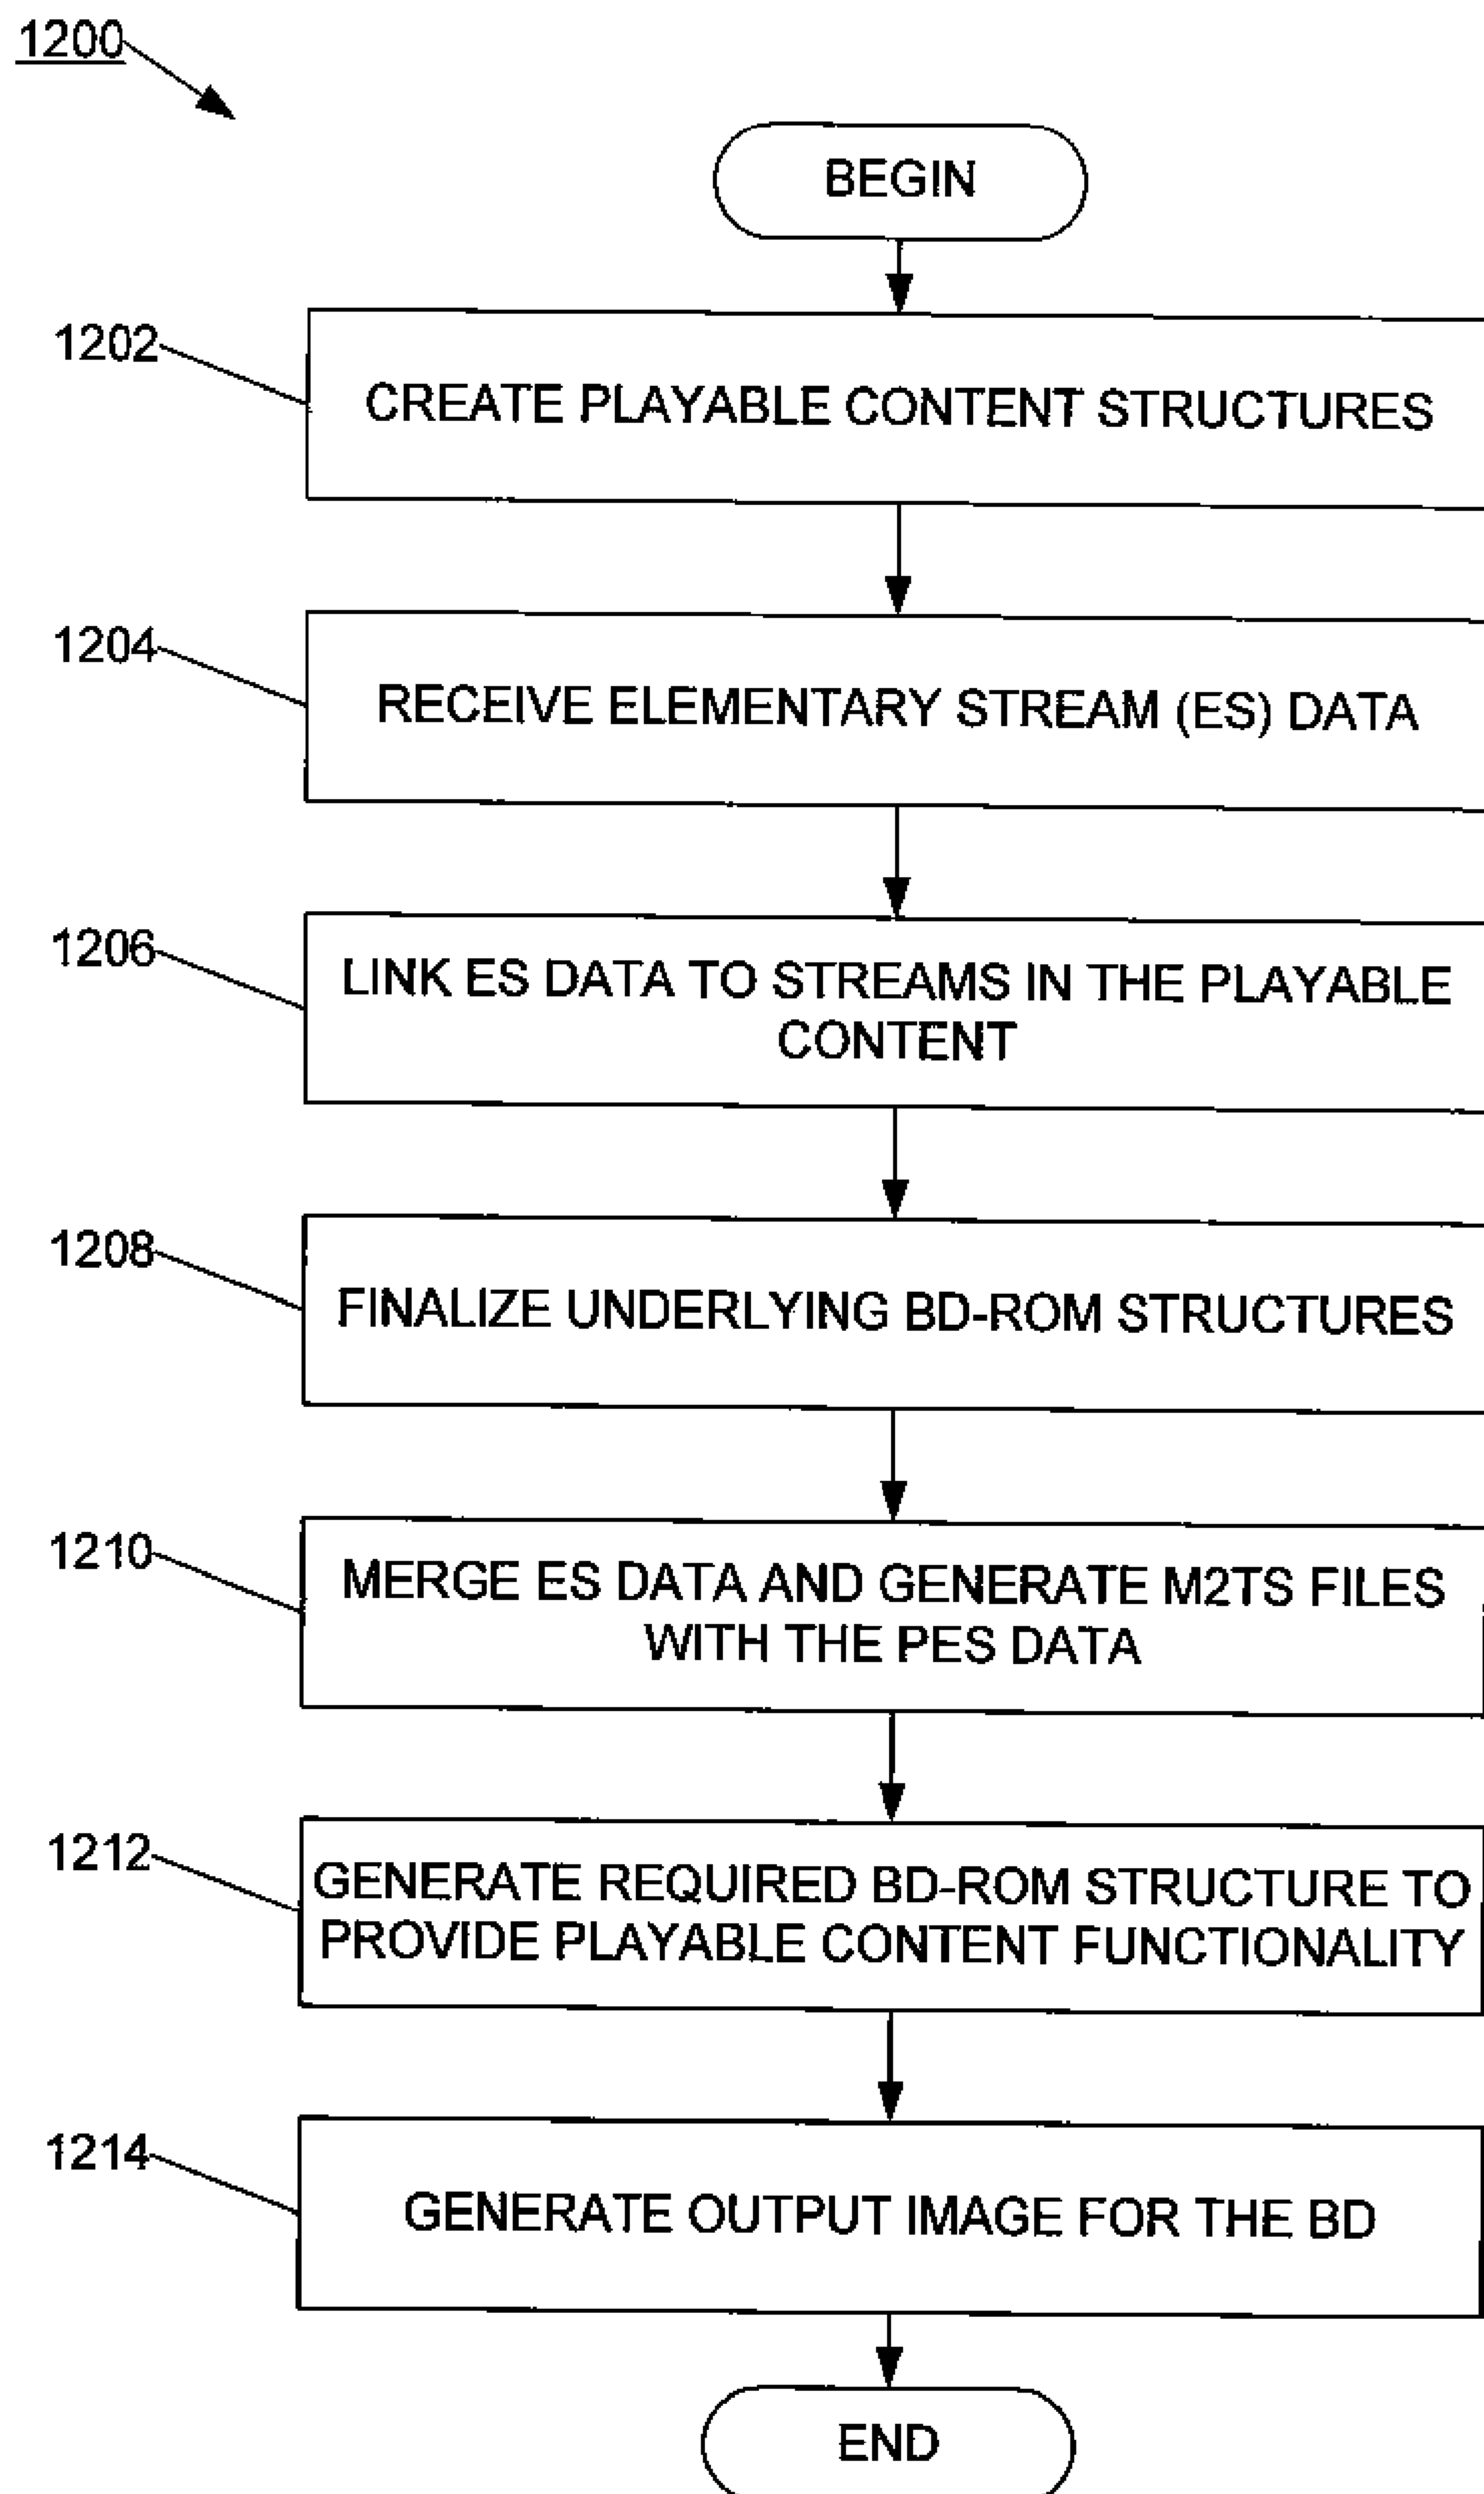 1200
BEGIN
1202
CREATE PLAYABLE CONTENT STRUCTURES
1204
RECEIVE ELEMENTARY STREAM (ES) DATA
1206
LINK ES DATA TO STREAMS IN THE PLAYABLE
CONTENT
1208
FINALIZE UNDERLYING BD-ROM STRUCTURES
1210
MERGE ES DATA AND GENERATE M2TS FILES
WITH THE PES DATA
1212
GENERATE REQUIRED BD-ROM STRUCTURE TO
PROVIDE PLAYABLE CONTENT FUNCTIONALITY
1214
GENERATE OUTPUT IMAGE FOR THE BD
END